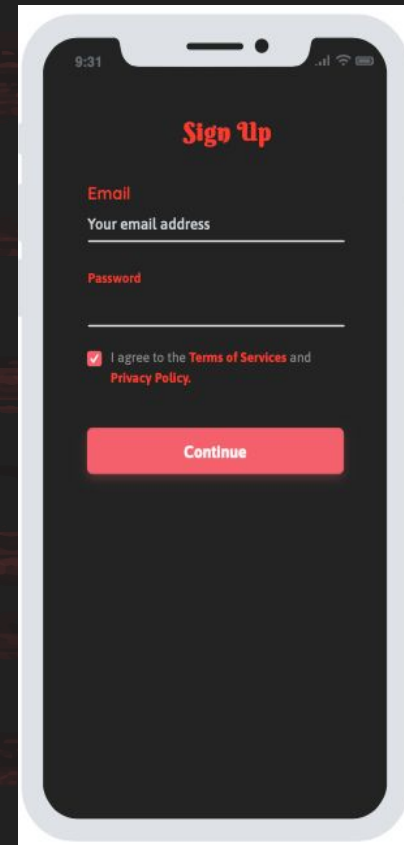 9:31
Sign Up
Email
Your email address
Password
I agree to the Terms of Services and
Privacy Policy.
Continue